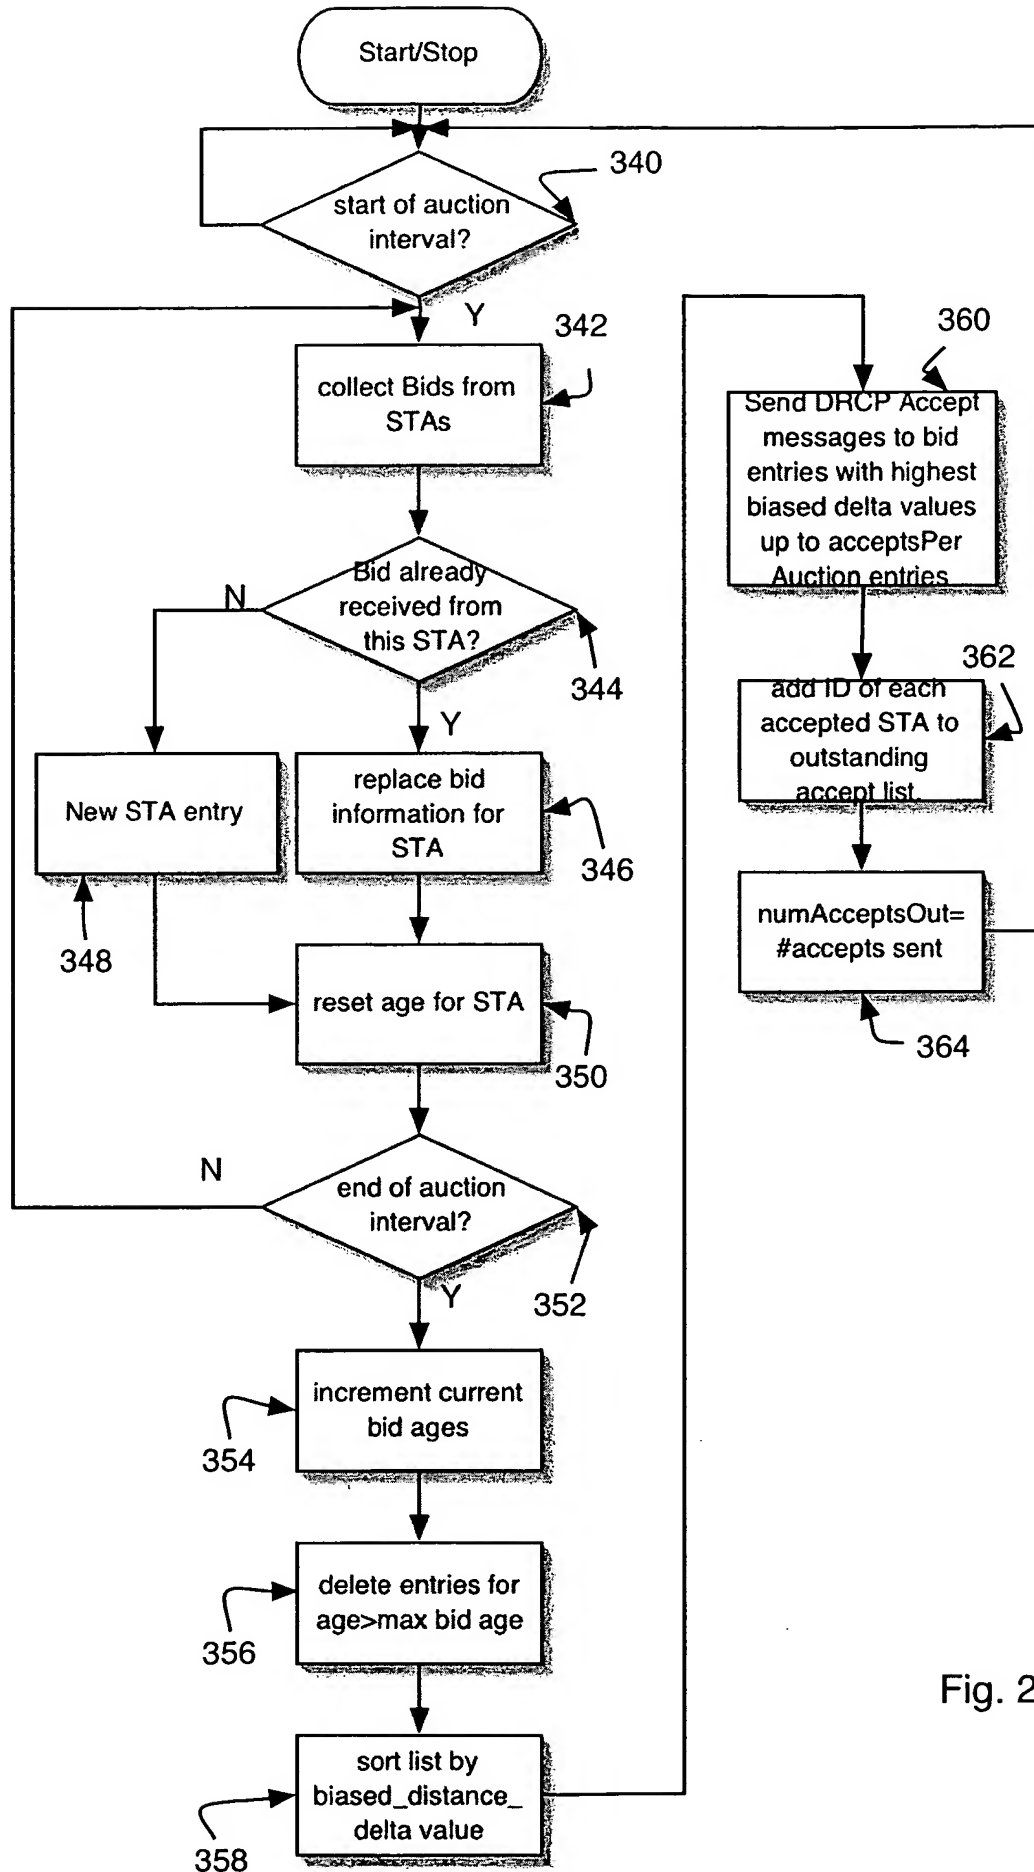 Start/Stop
340
start of auction
interval?
Y
342
collect Bids from
STAs
N
Bid already
received from
this STA?
344
Y
New STA entry
348
replace bid
information for
STA
346
reset age for STA
350
N
end of auction
interval?
352
Y
increment current
bid ages
354
delete entries for
age>max bid age
356
sort list by
biased_distance_
delta value
358
360
Send DRCP Accept
messages to bid
entries with highest
biased delta values
up to acceptsPer
Auction entries
362
add ID of each
accepted STA to
outstanding
accept list.
numAcceptsOut=
#accepts sent
364
Fig. 2